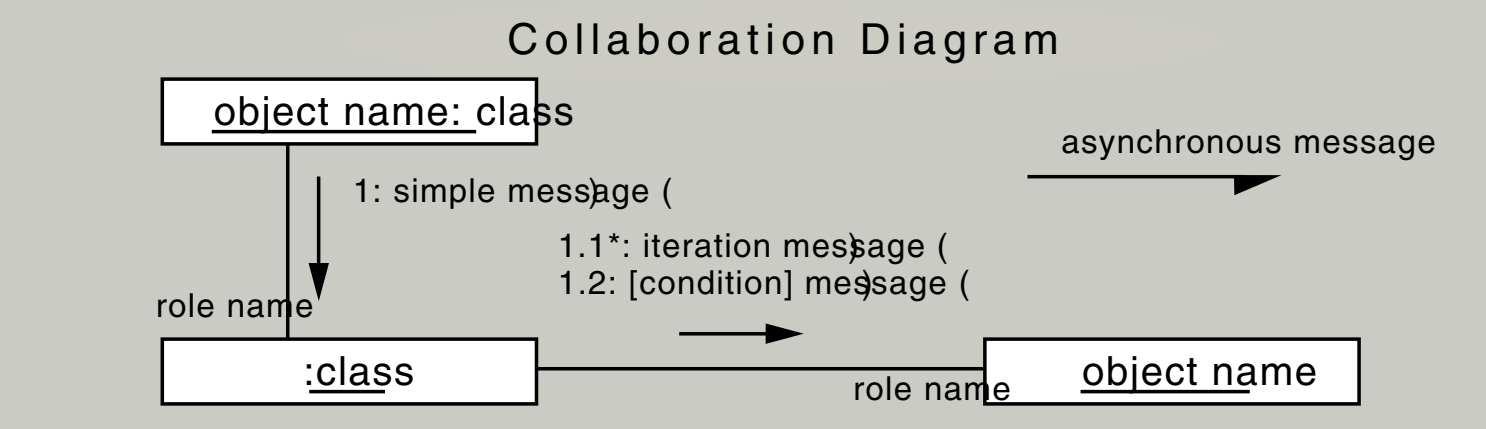 Collaboration Diagram
object name: class
asynchronous message
1: simple message ()
1.1*: iteration message ()
1.2: [condition] message ()
role name
:class
object name
role name